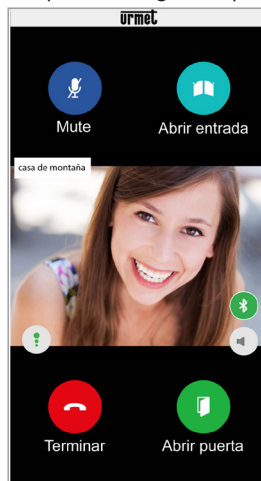 urmet
Mute
Abrir entrada
casa de montaña
Terminar
Abrir puerta